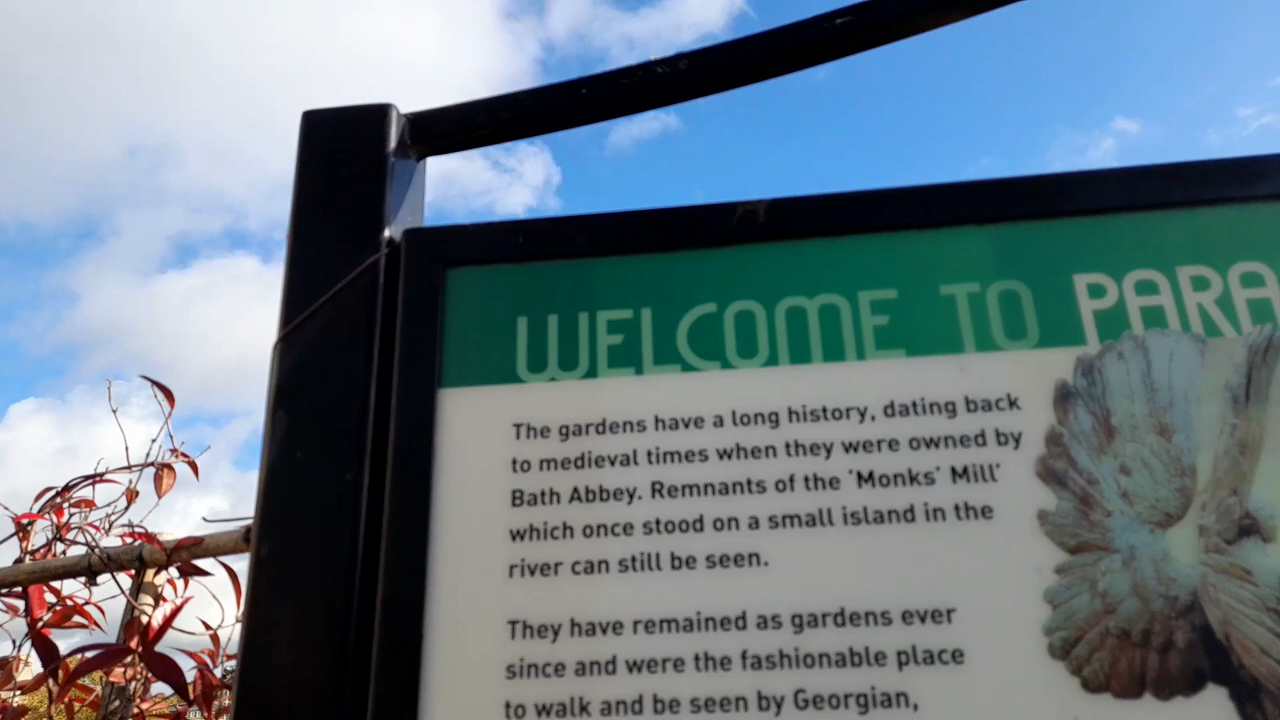 WELCOME TO PARA
The gardens have a long history, dating back
to medieval times when they were owned by
Bath Abbey. Remnants of the 'Monks' Mill'
which once stood on a small island in the
river can still be seen.
They have remained as gardens ever
since and were the fashionable place
to walk and be seen by Georgian,